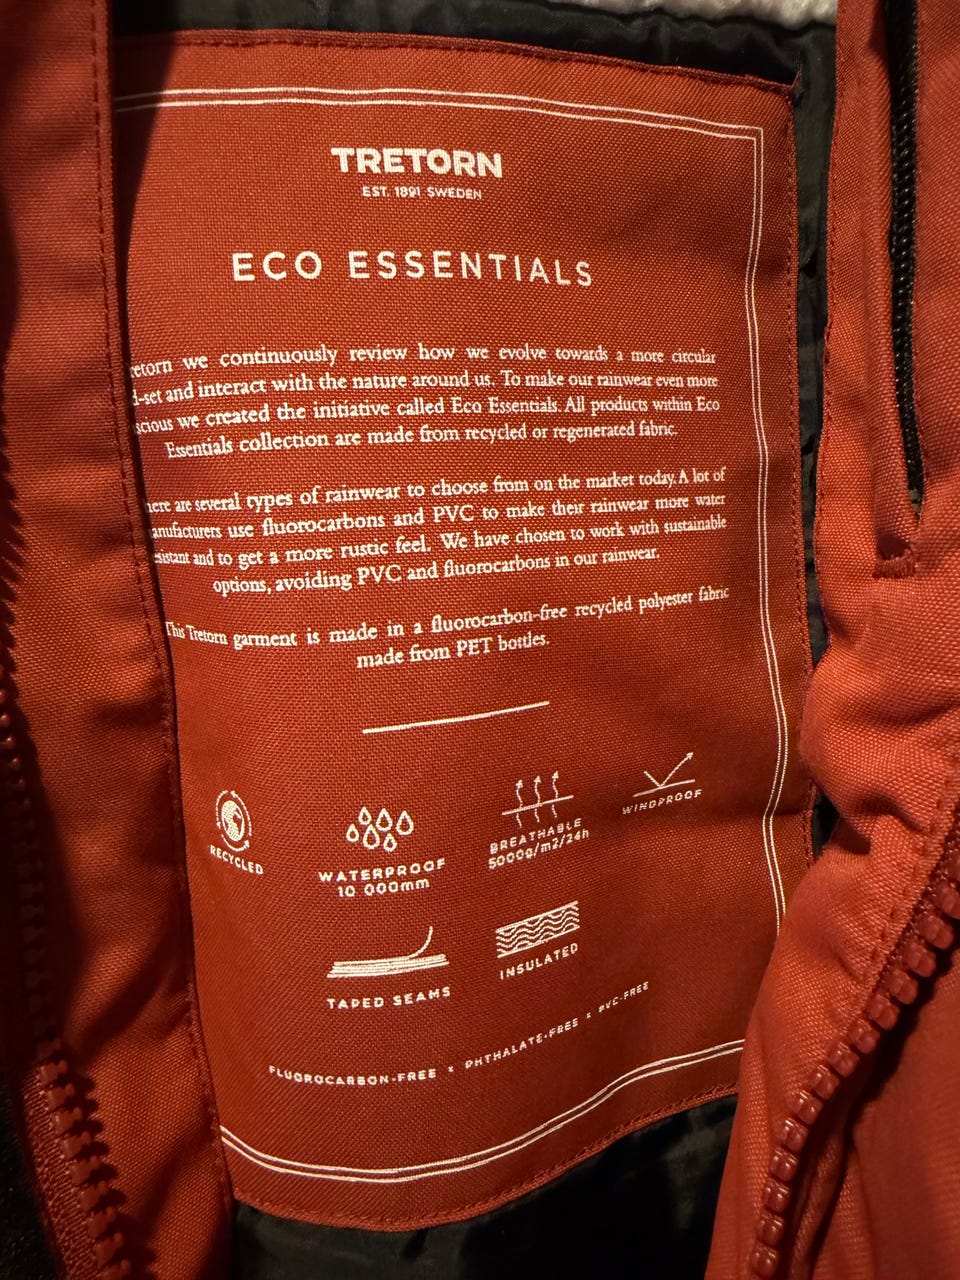 TRETORN
EST. 1891 SWEDEN
ECO ESSENTIALS
we continuously review how we evolve towards a more circular
and interact with the nature around us. To make our rainwear even more
we created the initiative called Eco Essentials. All products within Eco
Essentials collection are made from recycled or regenerated fabric.
are several types of rainwear to choose from on the market today. A lot of
use fluorocarbons and PVC to make their rainwear more water
and to get a more rustic feel. We have chosen to work with sustainable
options, avoiding PVC and fluorocarbons in our rainwear.
This Tretorn garment is made in a fluorocarbon-free recycled polyester fabric
made from PET bottles.
RECYCLED
WATERPROOF
10 000mm
BREATHABLE
5000g/m2/24h
WINDPROOF
TAPED SEAMS
INSULATED
FLUOROCARBON-FREE x PHTHALATE-FREE x PVC-FREE